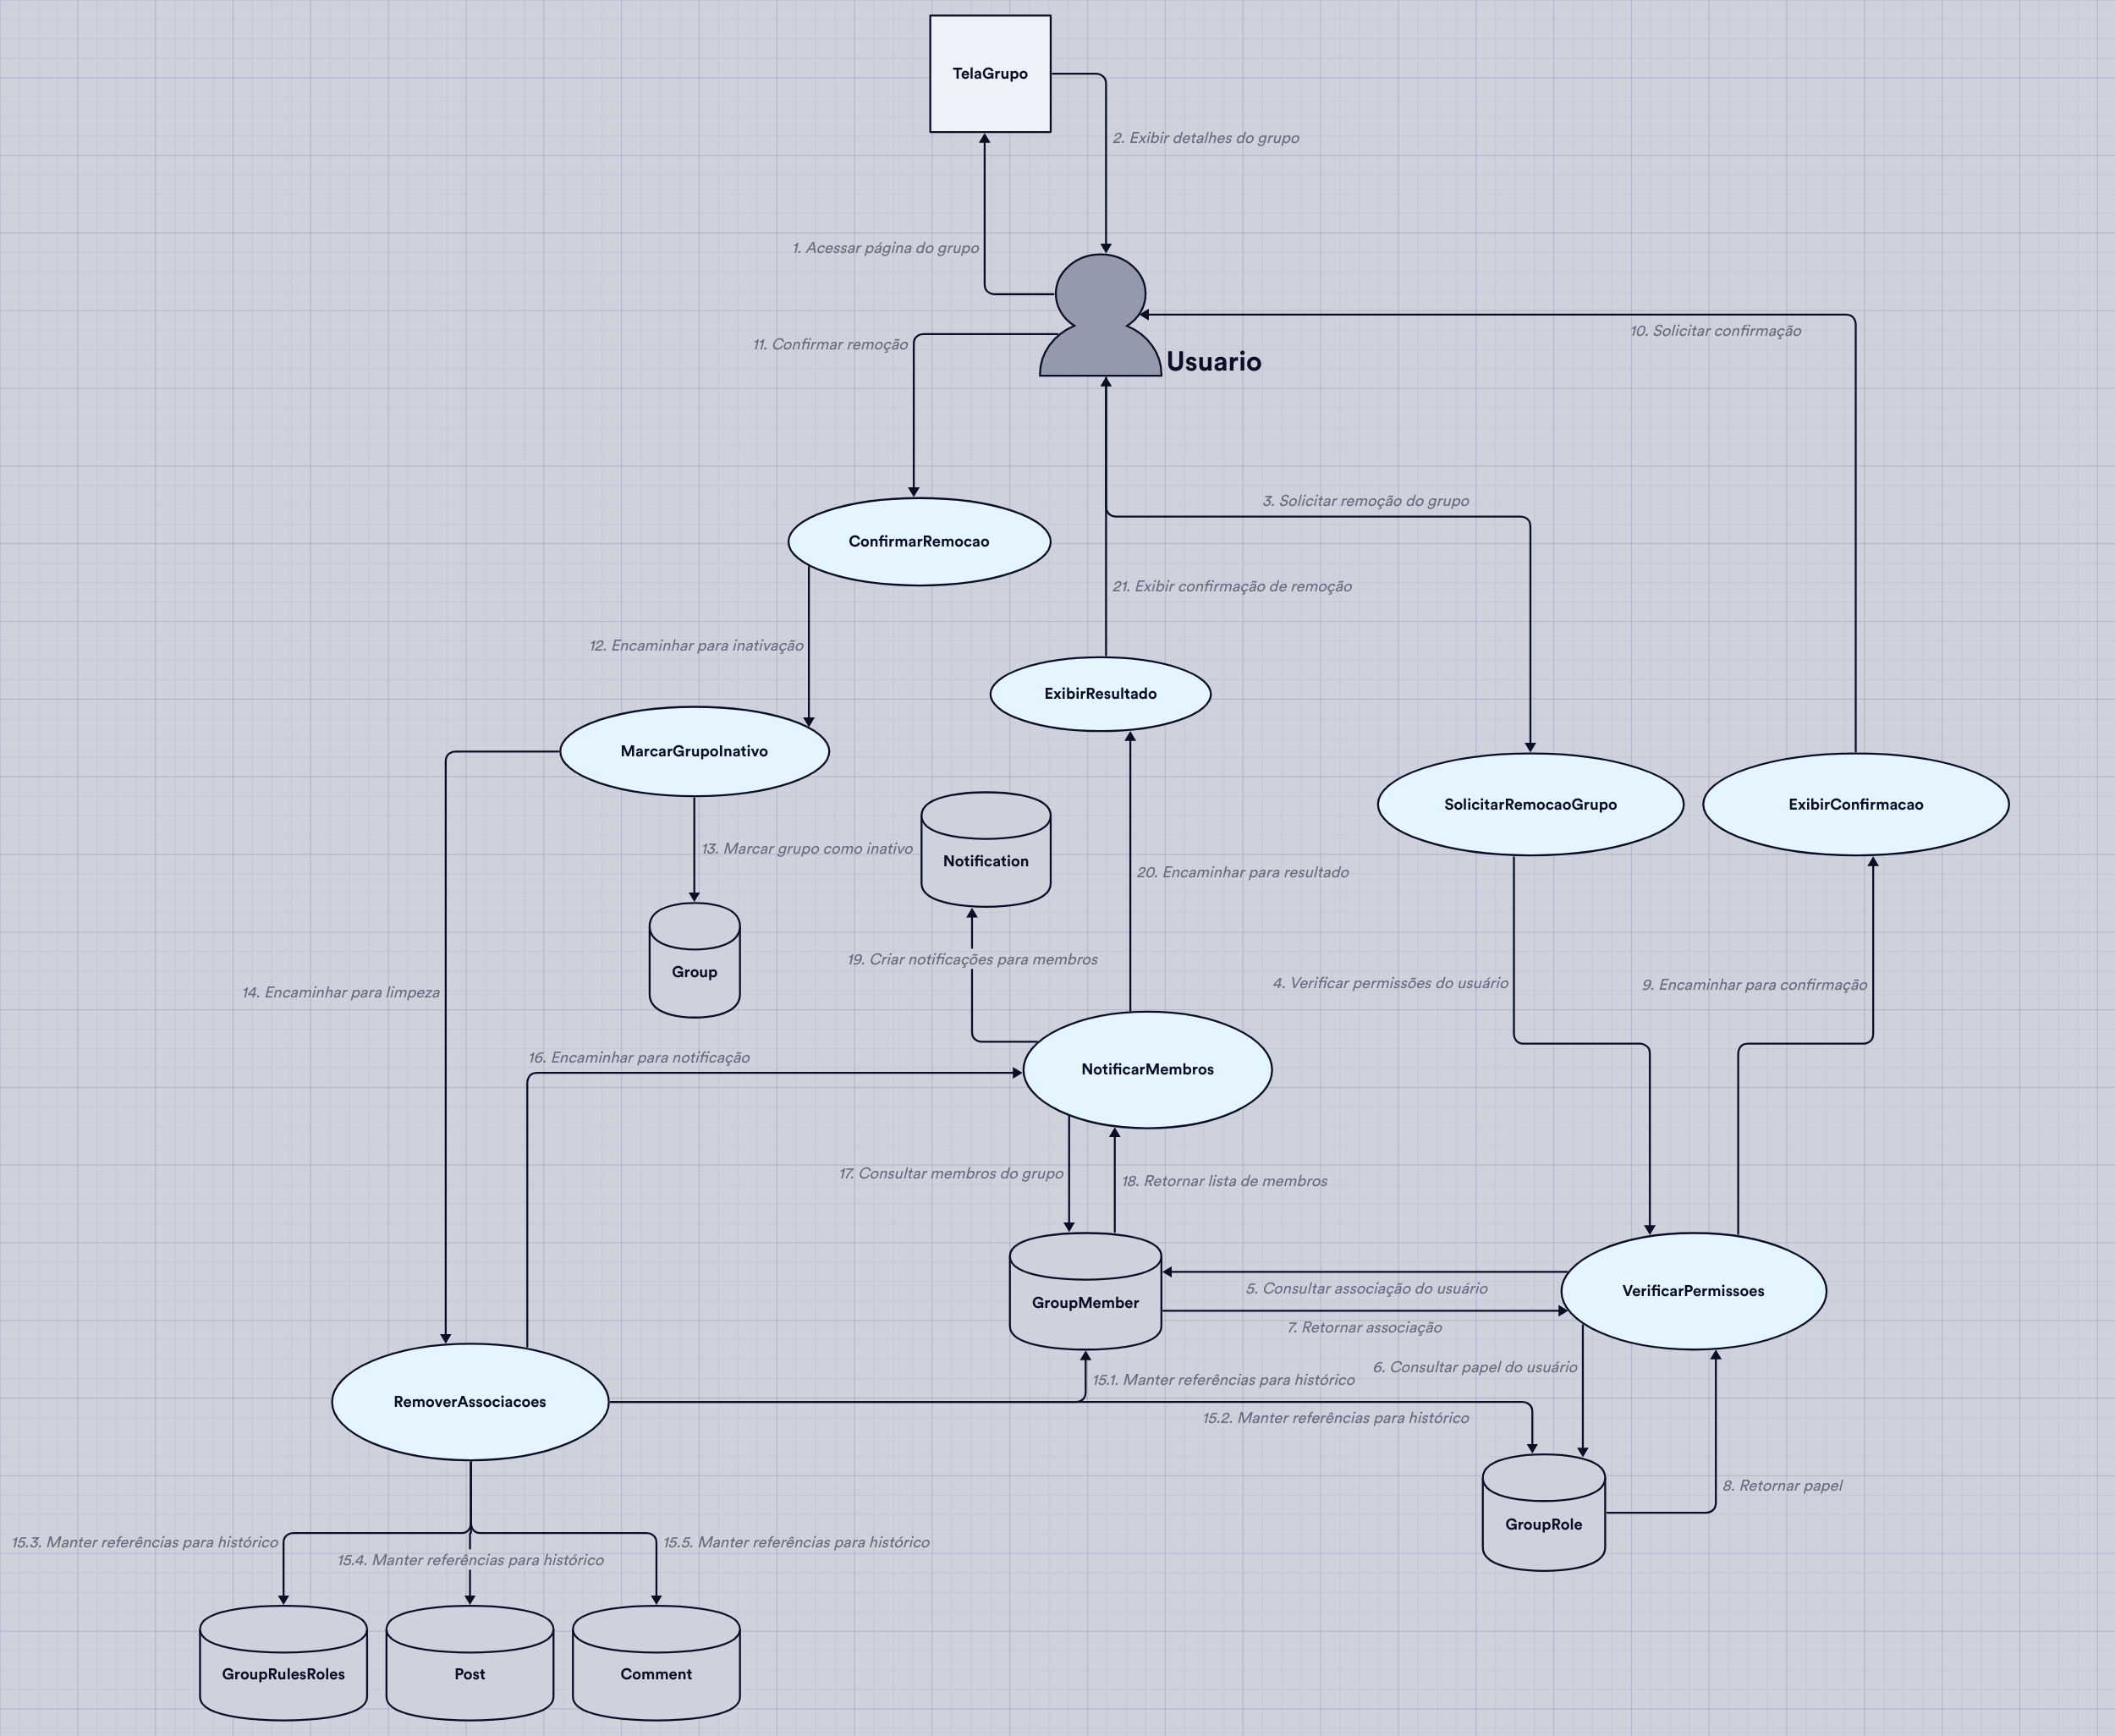 TelaGrupo
2. Exibir detalhes do grupo
1. Acessar página do grupo
10. Solicitar confirmação
11. Confirmar remoção
Usuario
3. Solicitar remoção do grupo
ConfirmarRemocao
21. Exibir confirmação de remoção
12. Encaminhar para inativação
ExibirResultado
MarcarGrupoInativo
SolicitarRemocaoGrupo
ExibirConfirmacao
13. Marcar grupo como inativo
Notification
20. Encaminhar para resultado
19. Criar notificações para membros
Group
4. Verificar permissões do usuário
9. Encaminhar para confirmação
14. Encaminhar para limpeza
16. Encaminhar para notificação
NotificarMembros
17. Consultar membros do grupo
18. Retornar lista de membros
5. Consultar associação do usuário
VerificarPermissoes
GroupMember
7. Retornar associação
6. Consultar papel do usuário
15.1. Manter referências para histórico
RemoverAssociacoes
15.2. Manter referências para histórico
8. Retornar papel
GroupRole
15.3. Manter referências para histórico
15.4. Manter referências para histórico
15.5. Manter referências para histórico
GroupRulesRoles
Post
Comment